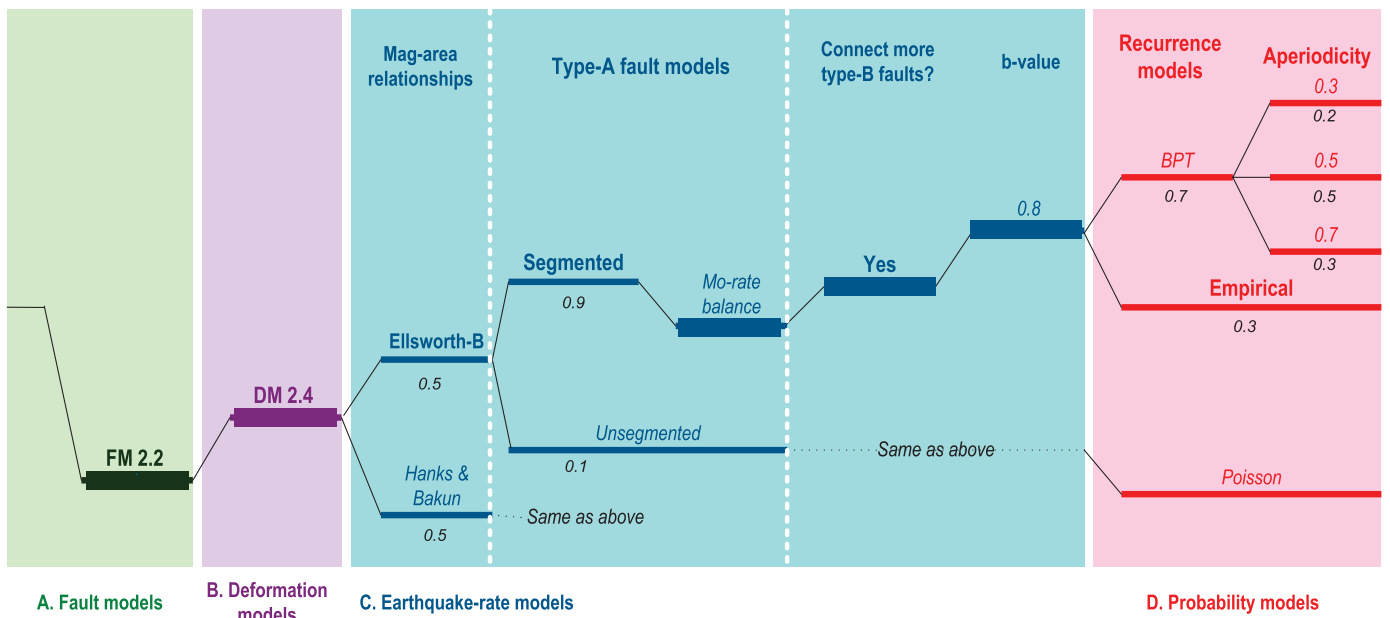 Mag-area
relationships
Type-A fault models
Connect more
type-B faults?
b-value
Recurrence
models
Aperiodicity
0.3
0.2
BPT
0.7
0.5
0.5
0.7
0.3
0.8
Segmented
0.9
Mo-rate
balance
Yes
Empirical
0.3
Ellsworth-B
0.5
DM 2.4
FM 2.2
Unsegmented
0.1
Same as above
Poisson
Hanks &
Bakun
0.5
Same as above
A. Fault models
B. Deformation
models
C. Earthquake-rate models
D. Probability models